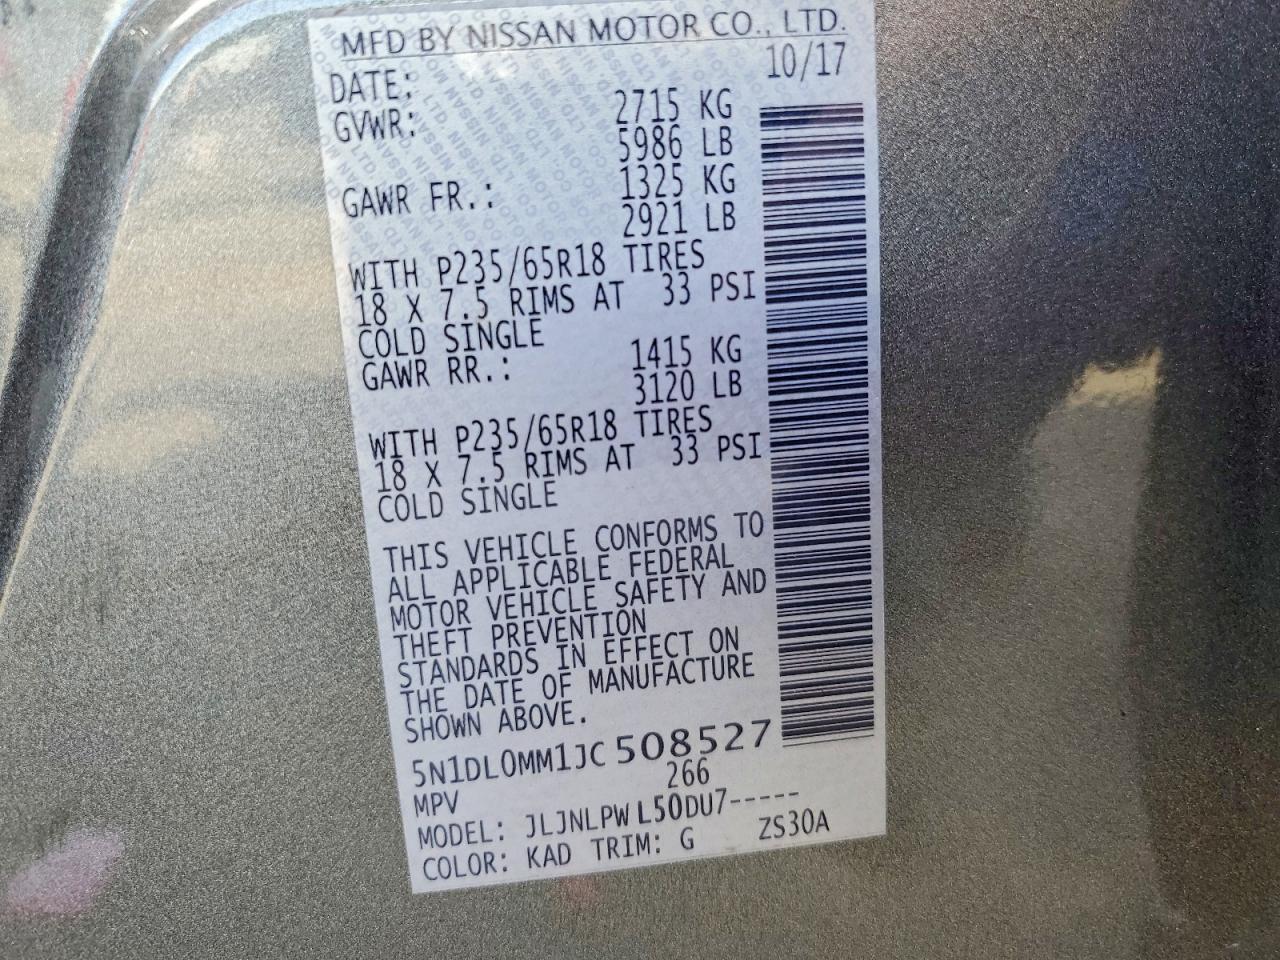 MFD BY NISSAN MOTOR CO., LTD.
DATE: 10/17
GVWR: 2715 KG
5986 LB
GAWR FR.: 1325 KG
2921 LB
WITH P235/65R18 TIRES
18 X 7.5 RIMS AT 33 PSI
COLD SINGLE
GAWR RR.: 1415 KG
3120 LB
WITH P235/65R18 TIRES
18 X 7.5 RIMS AT 33 PSI
COLD SINGLE
THIS VEHICLE CONFORMS TO
ALL APPLICABLE FEDERAL
MOTOR VEHICLE SAFETY AND
THEFT PREVENTION
STANDARDS IN EFFECT ON
THE DATE OF MANUFACTURE
SHOWN ABOVE.
5N1DL0MM1JC508527
MPV 266
MODEL: JLJNLPW L50DU7-----
COLOR: KAD TRIM: G ZS30A